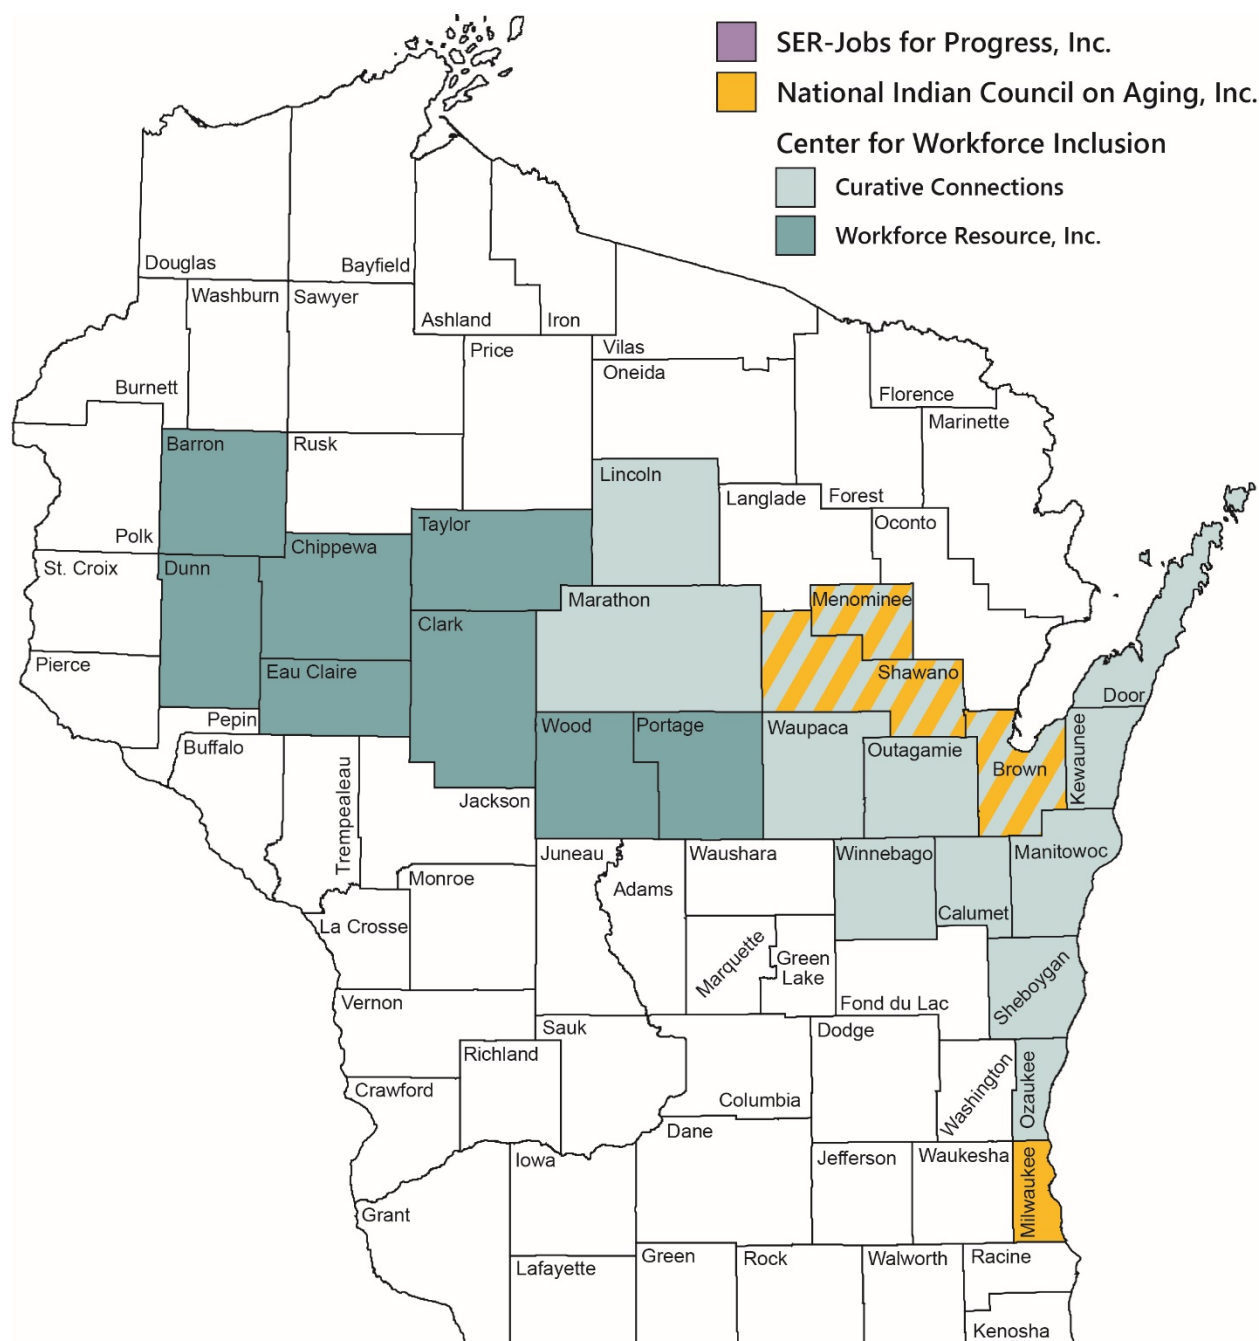 SER-Jobs for Progress, Inc.
National Indian Council on Aging, Inc.
Center for Workforce Inclusion
Curative Connections
Workforce Resource, Inc.
Douglas
Bayfield
Washburn
Sawyer
Ashland
Iron
Price
Vilas
Oneida
Burnett
Florence
Marinette
Barron
Rusk
Lincoln
Langlade
Forest
Oconto
Taylor
Polk
Chippewa
St. Croix
Dunn
Marathon
Menominee
Clark
Pierce
Eau Claire
Shawano
Door
Pepin
Wood
Portage
Waupaca
Buffalo
Outagamie
Brown
Kewaunee
Trempealeau
Jackson
Juneau
Waushara
Winnebago
Manitowoc
Monroe
Adams
Calumet
La Crosse
Marquette
Green
Lake
Sheboygan
Vernon
Fond du Lac
Sauk
Dodge
Richland
Washington
Ozaukee
Crawford
Columbia
Dane
Iowa
Jefferson
Waukesha
Milwaukee
Grant
Lafayette
Green
Rock
Walworth
Racine
Kenosha